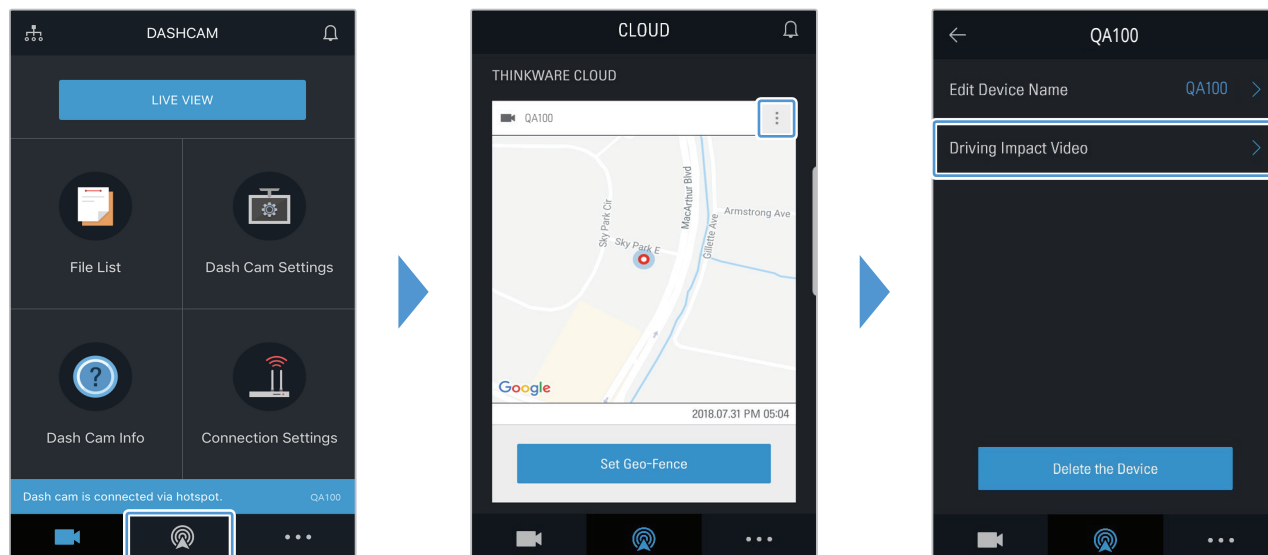 DASHCAM
LIVE VIEW
File List
Dash Cam Settings
Dash Cam Info
Connection Settings
Dash cam is connected via hotspot.
QA100
CLOUD
THINKWARE CLOUD
QA100
Sky Park Cir
Sky Park E
MacArthur Blvd
Gillette Ave
Armstrong Ave
Google
2018.07.31 PM 05:04
Set Geo-Fence
QA100
Edit Device Name
QA100
Driving Impact Video
Delete the Device